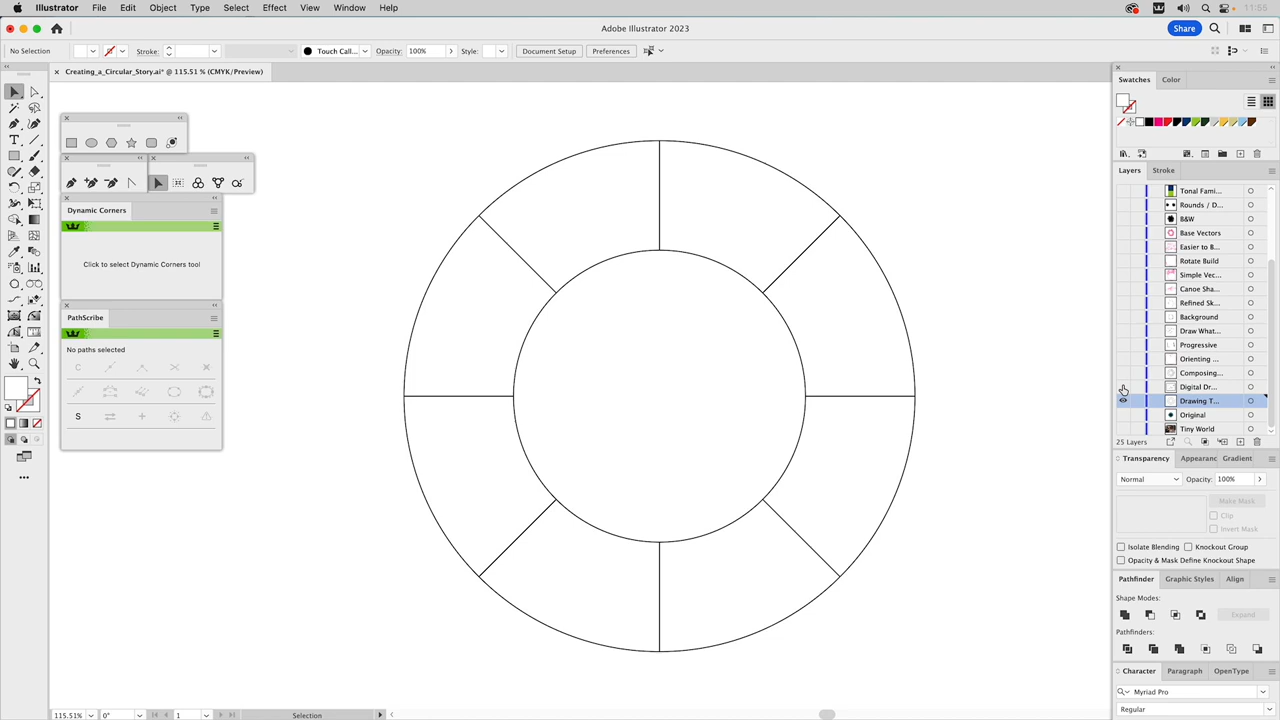 Illustrator File Edit Object Type Select Effect View Window Help 11:55
Adobe Illustrator 2023
Share
No Selection Stroke: Touch Call... Opacity: 100% Style: Document Setup Preferences
Creating_a_Circular_Story.ai* @ 115.51 % (CMYK/Preview)
Swatches Color
Dynamic Corners
Click to select Dynamic Corners tool
PathScribe
No paths selected
Layers Stroke
Tonal Fami...
Rounds / D...
B&W
Base Vectors
Easier to B...
Rotate Build
Simple Vec...
Canoe Sha...
Refined Sk...
Background
Draw What...
Progressive
Orienting ...
Composing...
Digital Dr...
Drawing T...
Original
Tiny World
25 Layers
Transparency Appearanc Gradient
Normal Opacity: 100%
Make Mask
Clip
Invert Mask
Isolate Blending Knockout Group
Opacity & Mask Define Knockout Shape
Pathfinder Graphic Styles Align
Shape Modes:
Expand
Pathfinders:
Character Paragraph OpenType
Myriad Pro
Regular
115.51% 0° 1 Selection